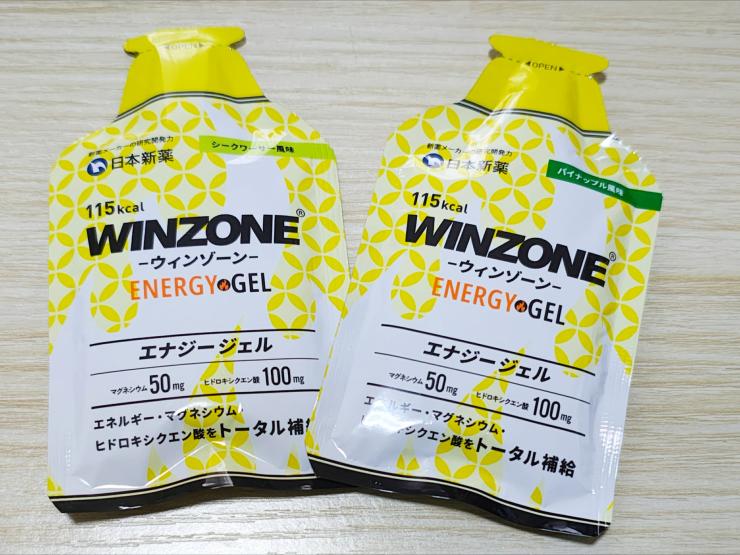 ◀OPEN▶
新薬メーカーの研究開発力
日本新薬
シークワーサー風味
115kcal
WINZONE®
-ウィンゾーン-
ENERGY GEL
エナジージェル
マグネシウム50mg ヒドロキシクエン酸100mg
エネルギー・マグネシウム・
ヒドロキシクエン酸をトータル補給
◀OPEN▶
新薬メーカーの研究開発力
日本新薬
パイナップル風味
115kcal
WINZONE®
-ウィンゾーン-
ENERGY GEL
エナジージェル
マグネシウム50mg ヒドロキシクエン酸100mg
エネルギー・マグネシウム・
ヒドロキシクエン酸をトータル補給